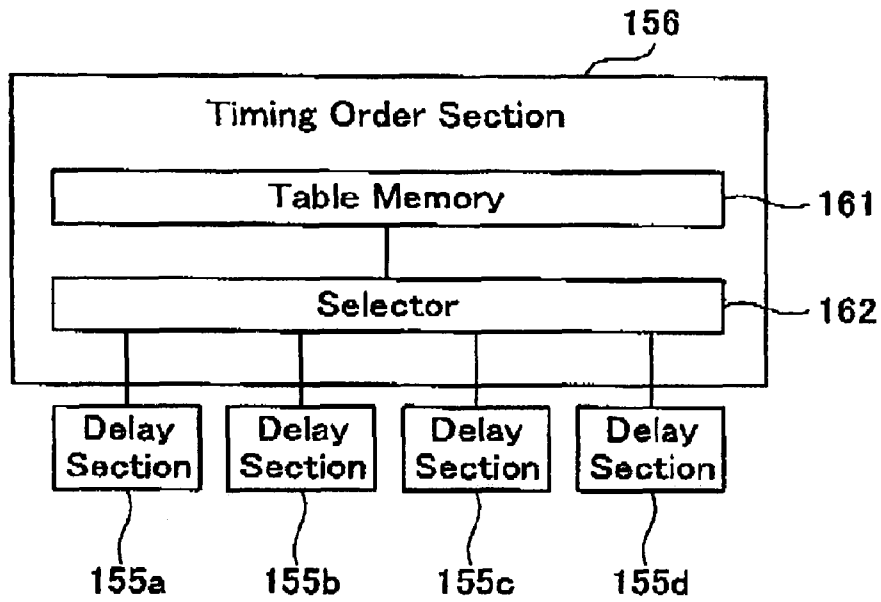 156
Timing Order Section
Table Memory
161
Selector
162
Delay Section
Delay Section
Delay Section
Delay Section
155a
155b
155c
155d